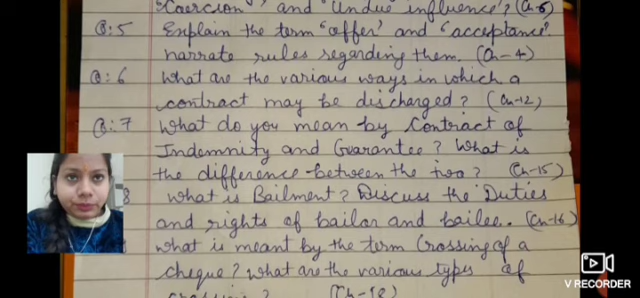 Coercion' and 'Undue influence'? (Ch-6)
Q:5 Explain the term 'offer' and 'acceptance'.
narrate rules regarding them. (Ch-4)
Q:6 What are the various ways in which a
contract may be discharged? (Ch-12)
Q:7 What do you mean by Contract of
Indemnity and Guarantee? What is
the difference between the two? (Ch-15)
8 What is Bailment? Discuss the Duties
and rights of bailor and bailee. (Ch-16)
What is meant by the term Crossing of a
cheque? What are the various types of
crossing? (Ch-18)
V RECORDER